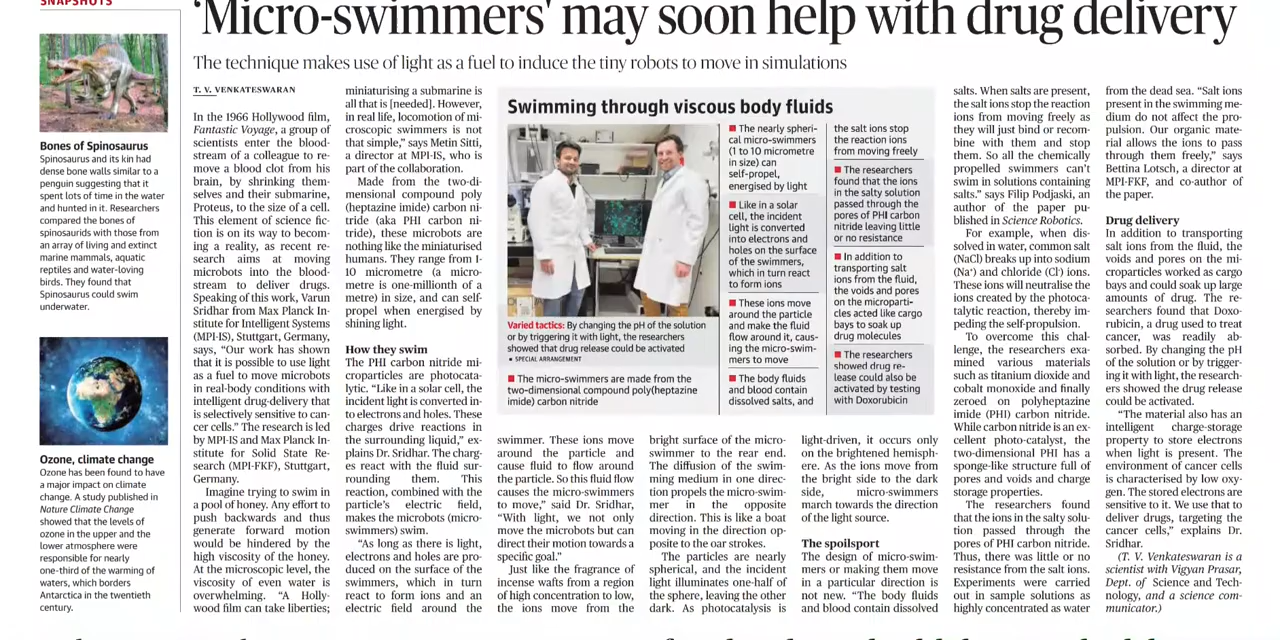 SNAPSHOTS
Bones of Spinosaurus
Spinosaurus and its kin had
dense bone walls similar to a
penguin suggesting that it
spent lots of time in the water
and hunted in it. Researchers
compared the bones of
spinosaurids with those from
an array of living and extinct
marine mammals, aquatic
reptiles and water-loving
birds. They found that
Spinosaurus could swim
underwater.
Ozone, climate change
Ozone has been found to have
a major impact on climate
change. A study published in
Nature Climate Change
showed that the levels of
ozone in the upper and the
lower atmosphere were
responsible for nearly
one-third of the warming of
waters, which borders
Antarctica in the twentieth
century.
‘Micro-swimmers' may soon help with drug delivery
The technique makes use of light as a fuel to induce the tiny robots to move in simulations
T. V. VENKATESWARAN
In the 1966 Hollywood film,
Fantastic Voyage, a group of
scientists enter the blood-
stream of a colleague to re-
move a blood clot from his
brain, by shrinking them-
selves and their submarine,
Proteus, to the size of a cell.
This element of science fic-
tion is on its way to becom-
ing a reality, as recent re-
search aims at moving
microbots into the blood-
stream to deliver drugs.
Speaking of this work, Varun
Sridhar from Max Planck In-
stitute for Intelligent Systems
(MPI-IS), Stuttgart, Germany,
says, “Our work has shown
that it is possible to use light
as a fuel to move microbots
in real-body conditions with
intelligent drug-delivery that
is selectively sensitive to can-
cer cells.” The research is led
by MPI-IS and Max Planck In-
stitute for Solid State Re-
search (MPI-FKF), Stuttgart,
Germany.
Imagine trying to swim in
a pool of honey. Any effort to
push backwards and thus
generate forward motion
would be hindered by the
high viscosity of the honey.
At the microscopic level, the
viscosity of even water is
overwhelming. “A Holly-
wood film can take liberties;
miniaturising a submarine is
all that is [needed]. However,
in real life, locomotion of mi-
croscopic swimmers is not
that simple,” says Metin Sitti,
a director at MPI-IS, who is
part of the collaboration.
Made from the two-di-
mensional compound poly
(heptazine imide) carbon ni-
tride (aka PHI carbon ni-
tride), these microbots are
nothing like the miniaturised
humans. They range from 1-
10 micrometre (a micro-
metre is one-millionth of a
metre) in size, and can self-
propel when energised by
shining light.
How they swim
The PHI carbon nitride mi-
croparticles are photocata-
lytic. “Like in a solar cell, the
incident light is converted in-
to electrons and holes. These
charges drive reactions in
the surrounding liquid,” ex-
plains Dr. Sridhar. The charg-
es react with the fluid sur-
rounding them. This
reaction, combined with the
particle’s electric field,
makes the microbots (micro-
swimmers) swim.
“As long as there is light,
electrons and holes are pro-
duced on the surface of the
swimmers, which in turn
react to form ions and an
electric field around the
Swimming through viscous body fluids
Varied tactics: By changing the pH of the solution
or by triggering it with light, the researchers
showed that drug release could be activated
• SPECIAL ARRANGEMENT
■ The micro-swimmers are made from the
two-dimensional compound poly(heptazine
imide) carbon nitride
■ The nearly spheri-
cal micro-swimmers
(1 to 10 micrometre
in size) can
self-propel,
energised by light
■ Like in a solar
cell, the incident
light is converted
into electrons and
holes on the surface
of the swimmers,
which in turn react
to form ions
■ These ions move
around the particle
and make the fluid
flow around it, caus-
ing the micro-swim-
mers to move
■ The body fluids
and blood contain
dissolved salts, and
the salt ions stop
the reaction ions
from moving freely
■ The researchers
found that the ions
in the salty solution
passed through the
pores of PHI carbon
nitride leaving little
or no resistance
■ In addition to
transporting salt
ions from the fluid,
the voids and pores
on the microparti-
cles acted like cargo
bays to soak up
drug molecules
■ The researchers
showed drug re-
lease could also be
activated by testing
with Doxorubicin
swimmer. These ions move
around the particle and
cause fluid to flow around
the particle. So this fluid flow
causes the micro-swimmers
to move,” said Dr. Sridhar,
“With light, we not only
move the microbots but can
direct their motion towards a
specific goal.”
Just like the fragrance of
incense wafts from a region
of high concentration to low,
the ions move from the
bright surface of the micro-
swimmer to the rear end.
The diffusion of the swim-
ming medium in one direc-
tion propels the micro-swim-
mer in the opposite
direction. This is like a boat
moving in the direction op-
posite to the oar strokes.
The particles are nearly
spherical, and the incident
light illuminates one-half of
the sphere, leaving the other
dark. As photocatalysis is
light-driven, it occurs only
on the brightened hemisph-
ere. As the ions move from
the bright side to the dark
side, micro-swimmers
march towards the direction
of the light source.
The spoilsport
The design of micro-swim-
mers or making them move
in a particular direction is
not new. “The body fluids
and blood contain dissolved
salts. When salts are present,
the salt ions stop the reaction
ions from moving freely as
they will just bind or recom-
bine with them and stop
them. So all the chemically
propelled swimmers can’t
swim in solutions containing
salts.” says Filip Podjaski, an
author of the paper pu-
blished in Science Robotics.
For example, when dis-
solved in water, common salt
(NaCl) breaks up into sodium
(Na⁺) and chloride (Cl⁻) ions.
These ions will neutralise the
ions created by the photoca-
talytic reaction, thereby im-
peding the self-propulsion.
To overcome this chal-
lenge, the researchers exa-
mined various materials
such as titanium dioxide and
cobalt monoxide and finally
zeroed on polyheptazine
imide (PHI) carbon nitride.
While carbon nitride is an ex-
cellent photo-catalyst, the
two-dimensional PHI has a
sponge-like structure full of
pores and voids and charge
storage properties.
The researchers found
that the ions in the salty solu-
tion passed through the
pores of PHI carbon nitride.
Thus, there was little or no
resistance from the salt ions.
Experiments were carried
out in sample solutions as
highly concentrated as water
from the dead sea. “Salt ions
present in the swimming me-
dium do not affect the pro-
pulsion. Our organic mate-
rial allows the ions to pass
through them freely,” says
Bettina Lotsch, a director at
MPI-FKF, and co-author of
the paper.
Drug delivery
In addition to transporting
salt ions from the fluid, the
voids and pores on the mi-
croparticles worked as cargo
bays and could soak up large
amounts of drug. The re-
searchers found that Doxo-
rubicin, a drug used to treat
cancer, was readily ab-
sorbed. By changing the pH
of the solution or by trigger-
ing it with light, the research-
ers showed the drug release
could be activated.
“The material also has an
intelligent charge-storage
property to store electrons
when light is present. The
environment of cancer cells
is characterised by low oxy-
gen. The stored electrons are
sensitive to it. We use that to
deliver drugs, targeting the
cancer cells,” explains Dr.
Sridhar.
(T. V. Venkateswaran is a
scientist with Vigyan Prasar,
Dept. of Science and Tech-
nology, and a science com-
municator.)